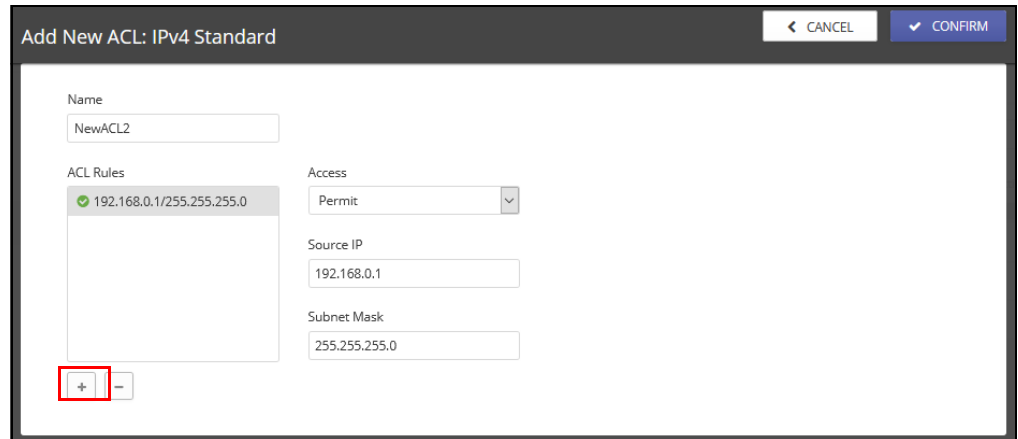 Add New ACL: IPv4 Standard
CANCEL
CONFIRM
Name
NewACL2
ACL Rules
192.168.0.1/255.255.255.0
Access
Permit
Source IP
192.168.0.1
Subnet Mask
255.255.255.0
+
−